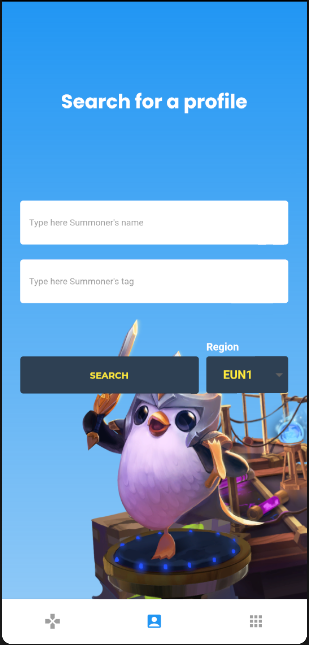 Search for a profile
Type here Summoner's name
Type here Summoner's tag
Region
SEARCH
EUN1